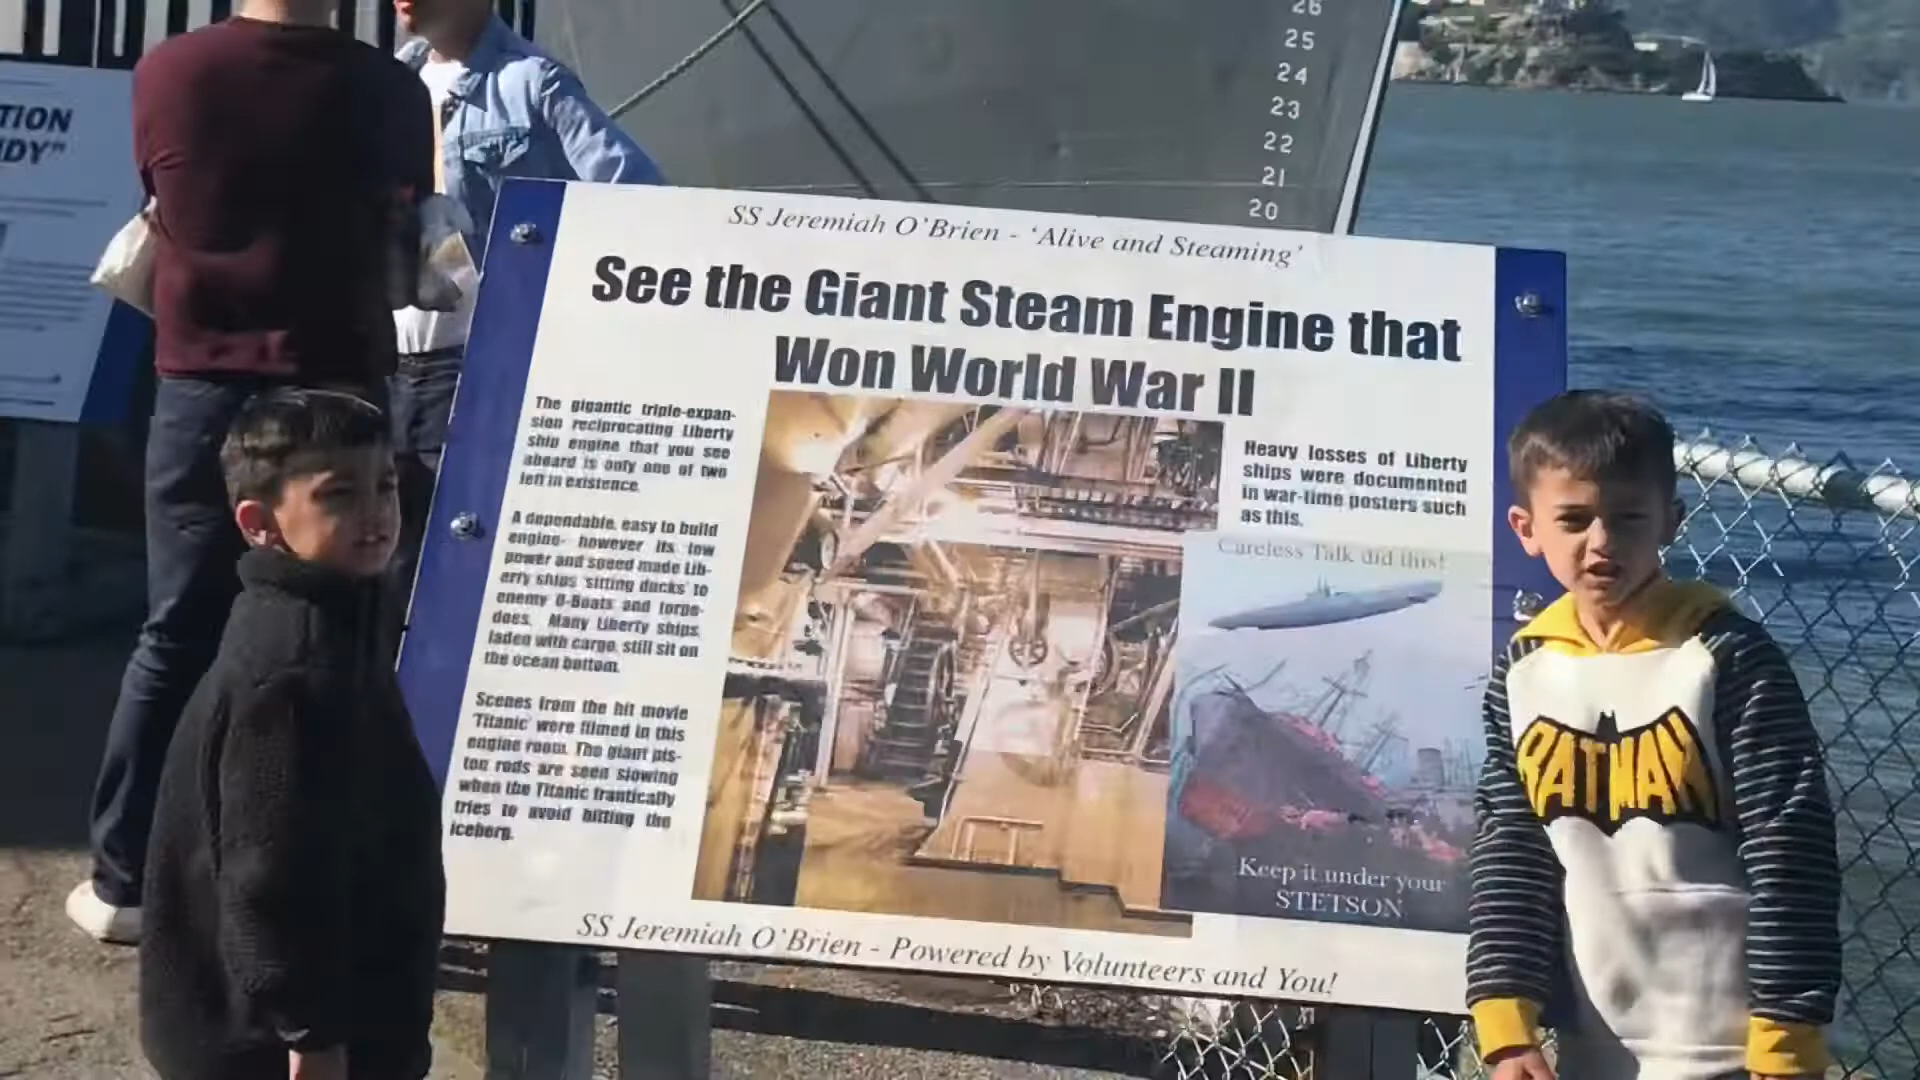 TION
DY"
26
25
24
23
22
21
20
SS Jeremiah O'Brien - 'Alive and Steaming'
See the Giant Steam Engine that
Won World War II
The gigantic triple-expan-
sion reciprocating Liberty
ship engine that you see
aboard is only one of two
left in existence.
A dependable, easy to build
engine- however its low
power and speed made Lib-
erty ships 'sitting ducks' to
enemy U-Boats and torpe-
does. Many Liberty ships,
laden with cargo, still sit on
the ocean bottom.
Scenes from the hit movie
'Titanic' were filmed in this
engine room. The giant pis-
ton rods are seen slowing
when the Titanic frantically
tries to avoid hitting the
iceberg.
Heavy losses of Liberty
ships were documented
in war-time posters such
as this.
Careless Talk did this!
Keep it under your
STETSON
SS Jeremiah O'Brien - Powered by Volunteers and You!
BATMAN